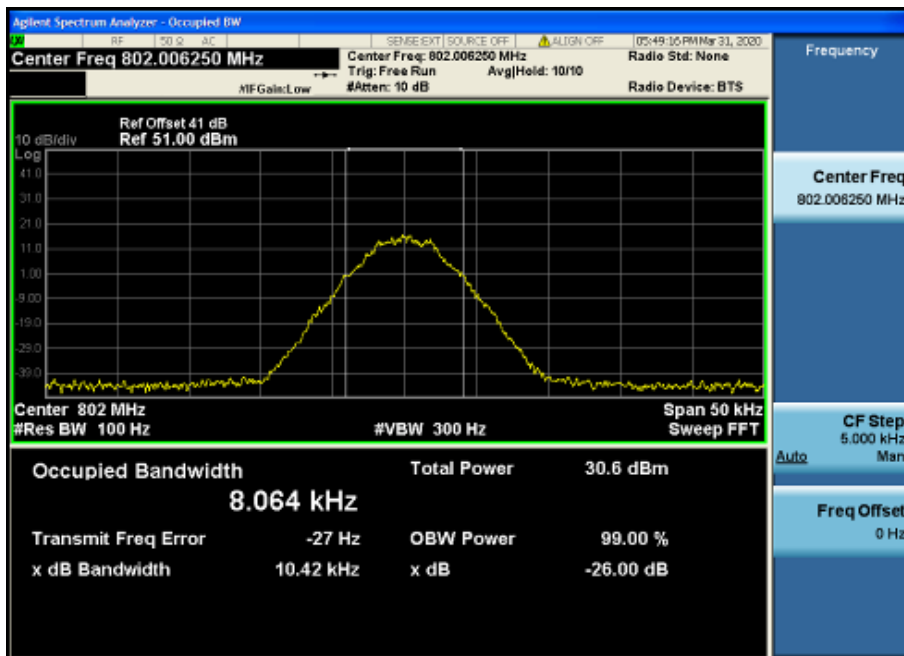 Agilent Spectrum Analyzer - Occupied BW
RF 50 Ω AC SENSE:EXT SOURCE OFF ALIGN OFF 05:49:16 PM Mar 31, 2020
Center Freq 802.006250 MHz
Center Freq: 802.006250 MHz Radio Std: None
Trig: Free Run Avg|Hold: 10/10
#IFGain:Low #Atten: 10 dB Radio Device: BTS
Ref Offset 41 dB
10 dB/div Ref 51.00 dBm
Log
41.0
31.0
21.0
11.0
1.00
-9.00
-19.0
-29.0
-39.0
Center 802 MHz Span 50 kHz
#Res BW 100 Hz #VBW 300 Hz Sweep FFT
Occupied Bandwidth Total Power 30.6 dBm
8.064 kHz
Transmit Freq Error -27 Hz OBW Power 99.00 %
x dB Bandwidth 10.42 kHz x dB -26.00 dB
Frequency
Center Freq
802.006250 MHz
CF Step
5.000 kHz
Auto Man
Freq Offset
0 Hz